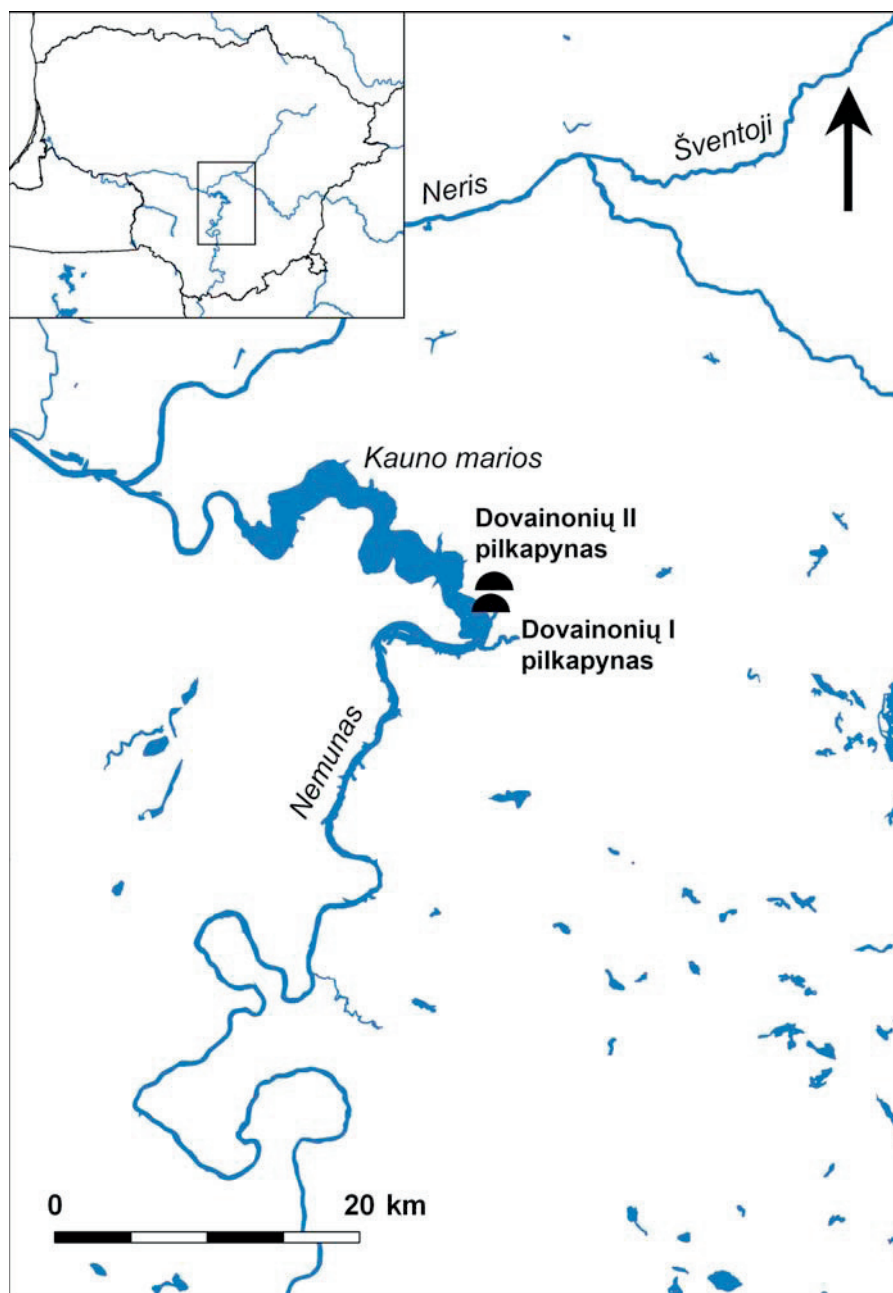 Šventoji
Neris
Kauno marios
Dovainonių II
pilkapynas
Dovainonių I
pilkapynas
Nemunas
0 20 km